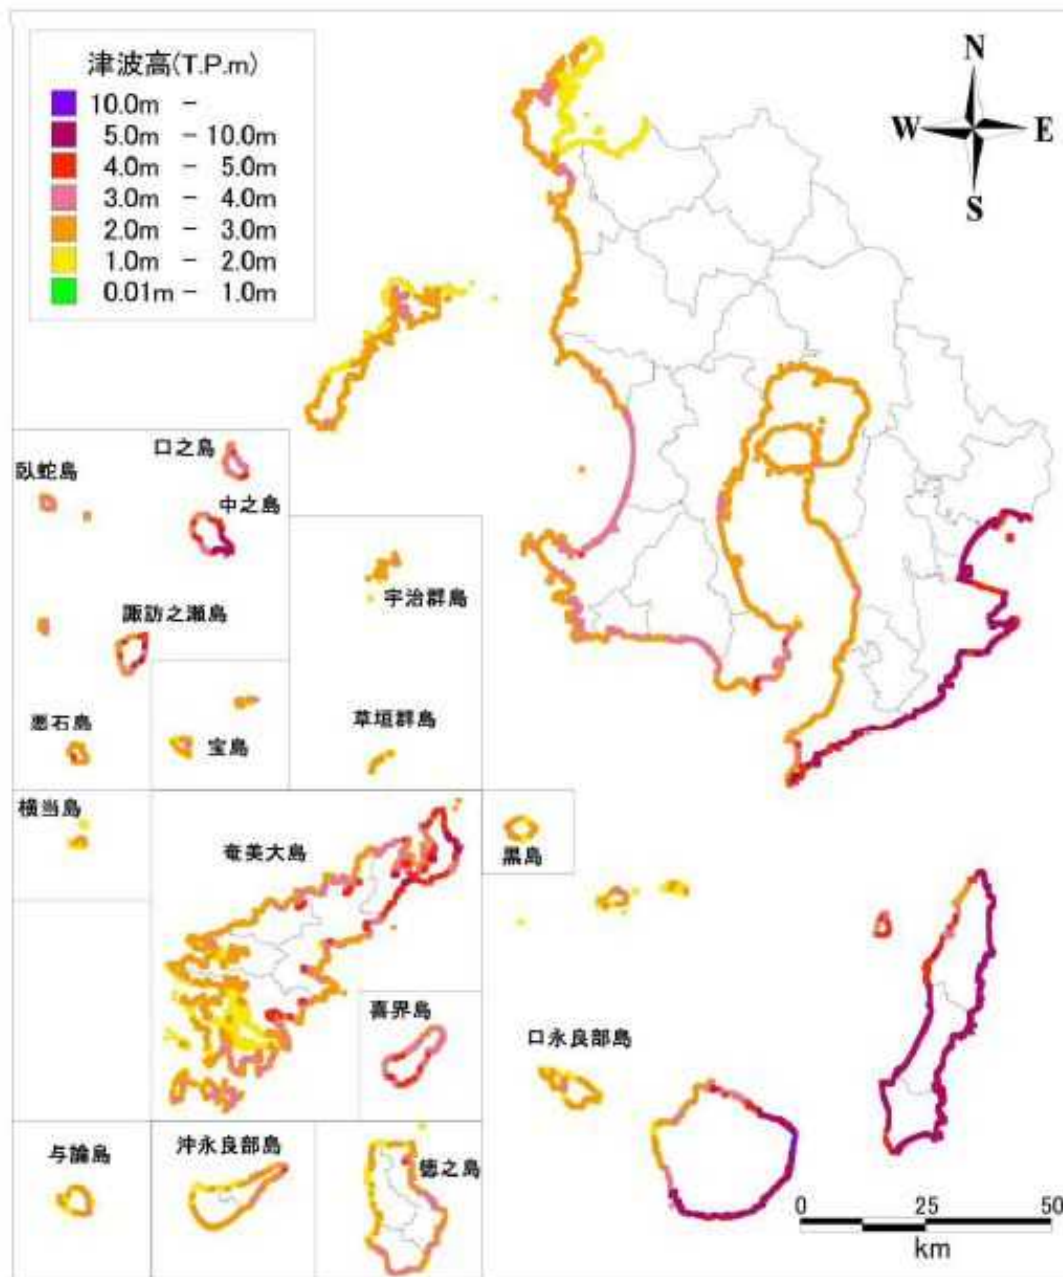 津波高(T.P.m)
10.0m -
5.0m - 10.0m
4.0m - 5.0m
3.0m - 4.0m
2.0m - 3.0m
1.0m - 2.0m
0.01m - 1.0m
N
W E
S
口之島
臥蛇島
中之島
宇治群島
諏訪之瀬島
悪石島
宝島
草垣群島
横当島
奄美大島
黒島
喜界島
口永良部島
与論島
沖永良部島
徳之島
0 25 50
km